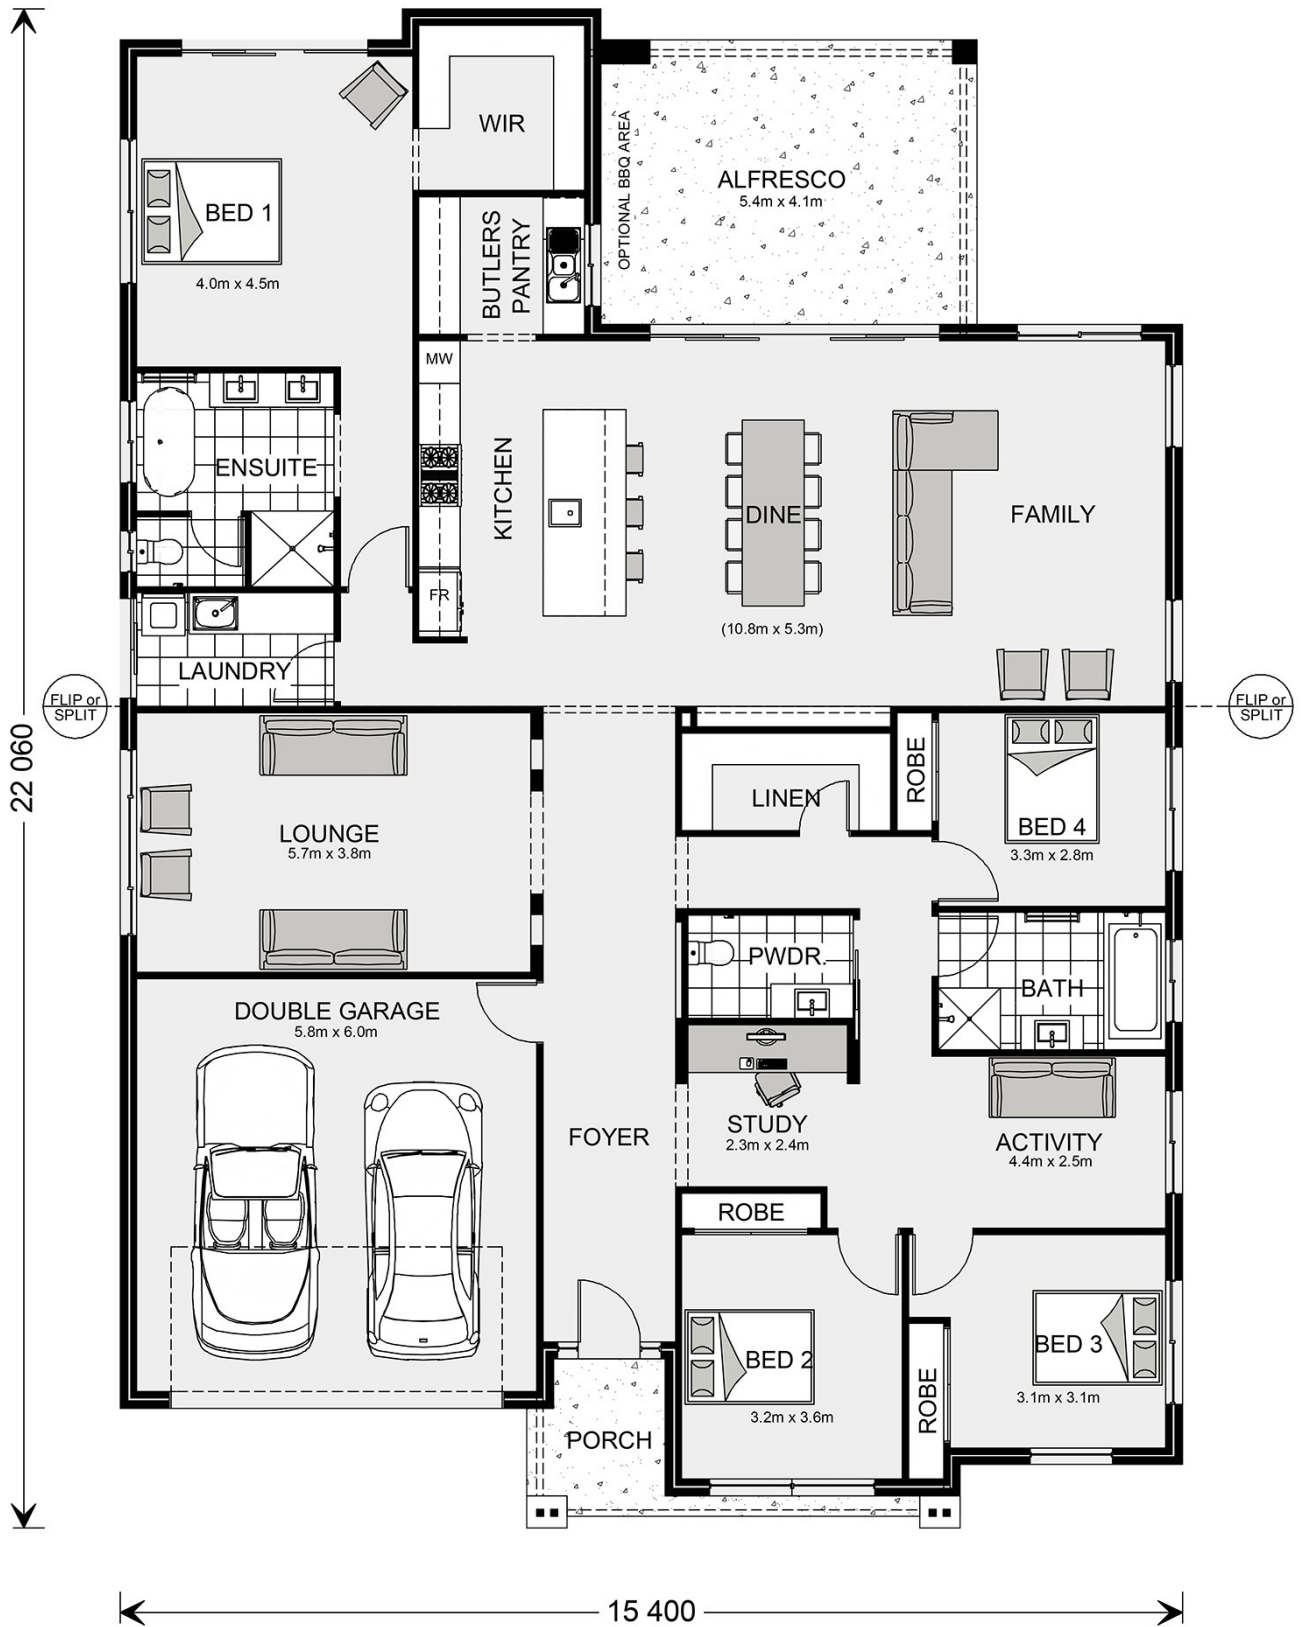 WIR
OPTIONAL BBQ AREA
ALFRESCO
5.4m x 4.1m
BED 1
4.0m x 4.5m
BUTLERS
PANTRY
MW
ENSUITE
KITCHEN
DINE
FAMILY
FR
(10.8m x 5.3m)
LAUNDRY
FLIP or
SPLIT
FLIP or
SPLIT
22 060
LINEN
ROBE
BED 4
3.3m x 2.8m
LOUNGE
5.7m x 3.8m
PWDR.
BATH
DOUBLE GARAGE
5.8m x 6.0m
FOYER
STUDY
2.3m x 2.4m
ACTIVITY
4.4m x 2.5m
ROBE
BED 2
3.2m x 3.6m
BED 3
3.1m x 3.1m
ROBE
PORCH
15 400